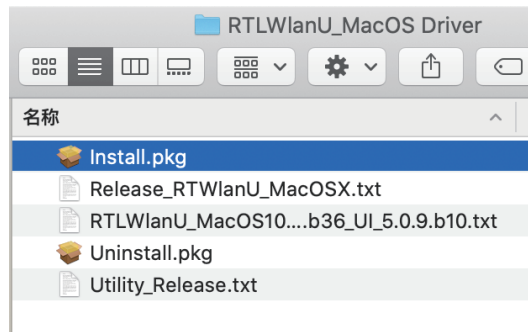 RTLWlanU_MacOS Driver
名称
Install.pkg
Release_RTWlanU_MacOSX.txt
RTLWlanU_MacOS10....b36_UI_5.0.9.b10.txt
Uninstall.pkg
Utility_Release.txt